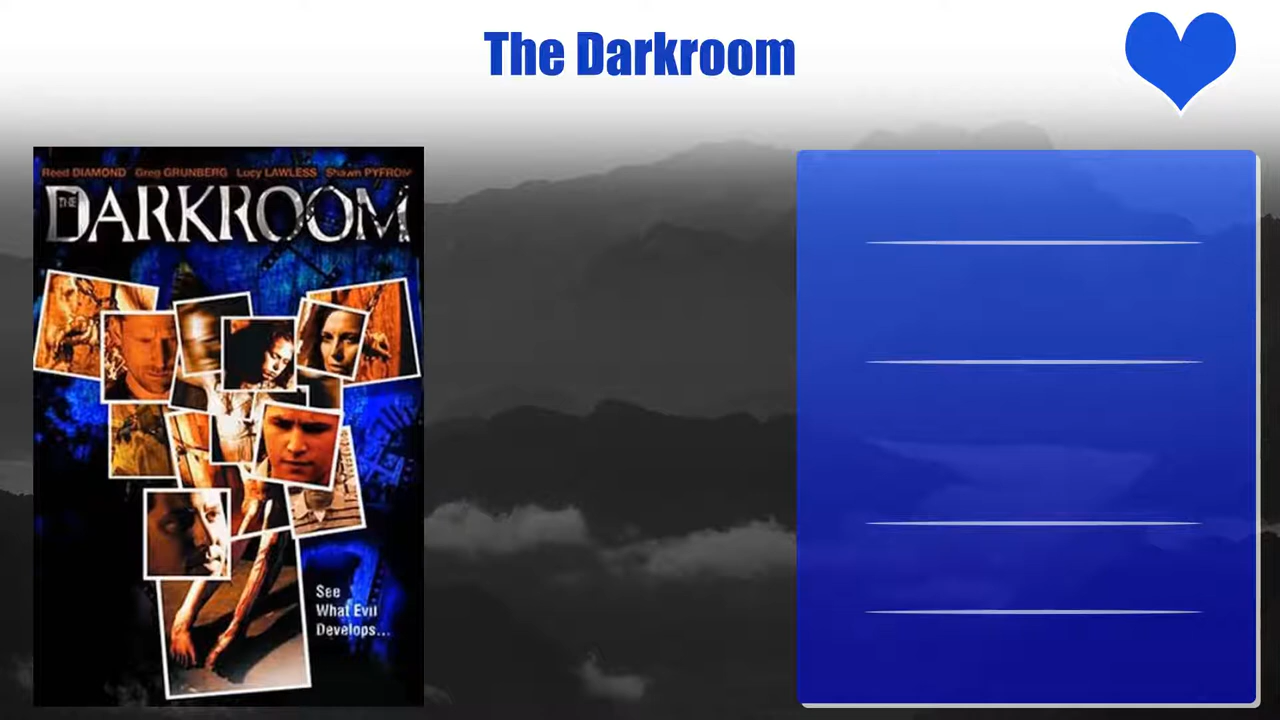 The Darkroom
Reed DIAMOND Greg GRUNBERG Lucy LAWLESS Shawn PYFROM
THE DARKROOM
See
What Evil
Develops...